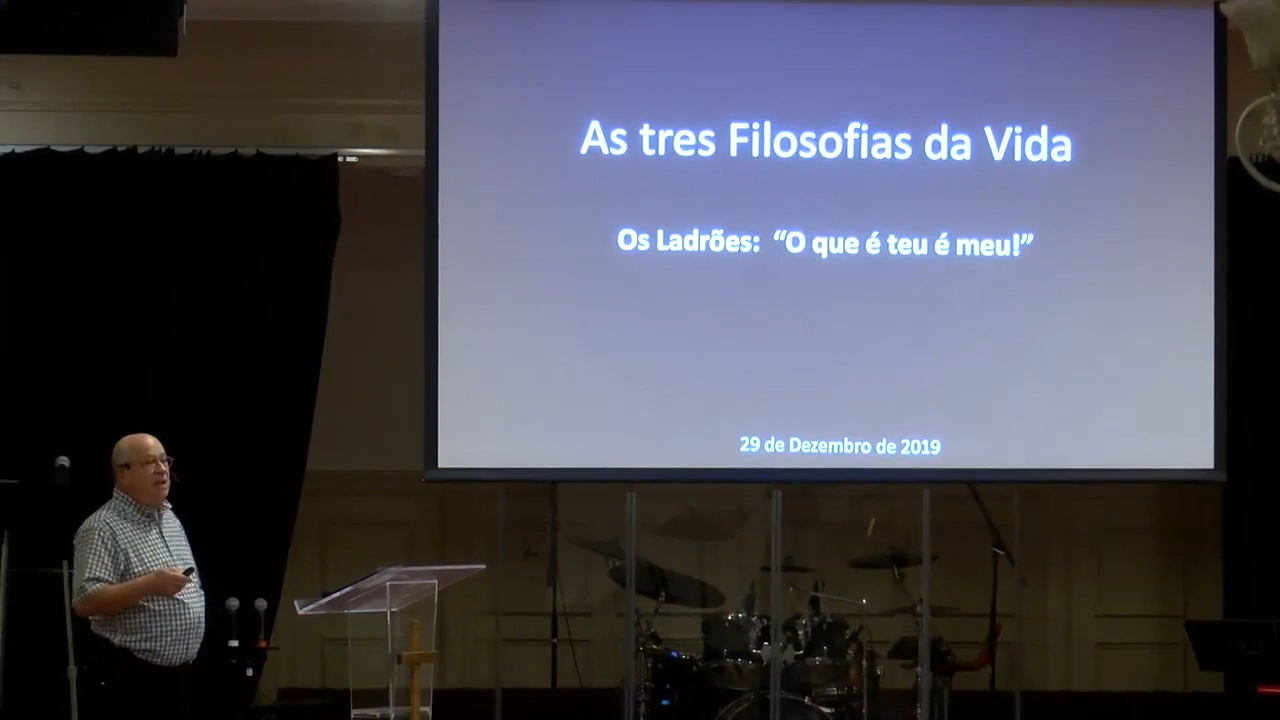 As tres Filosofias da Vida
Os Ladrões: “O que é teu é meu!”
29 de Dezembro de 2019